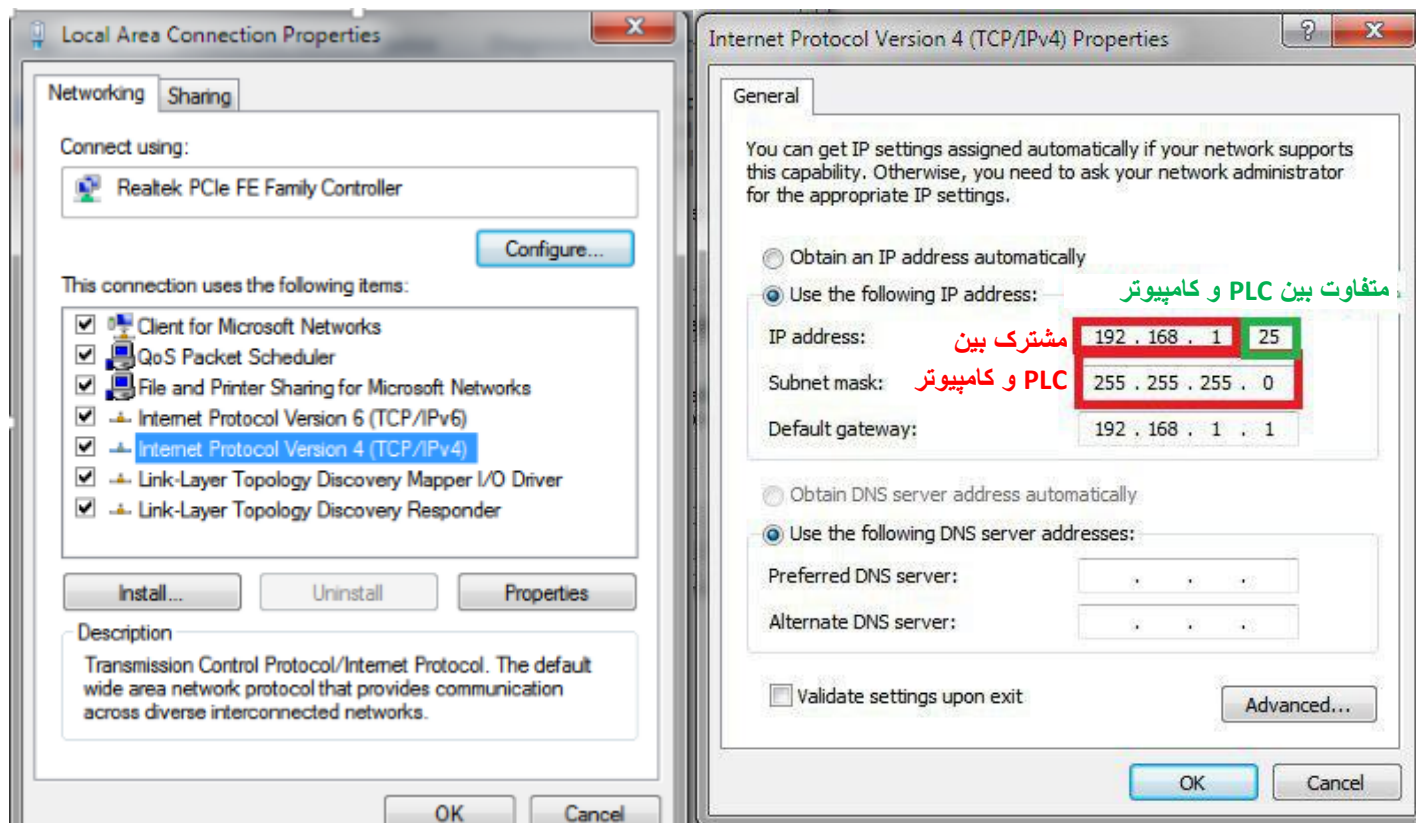 Local Area Connection Properties
Networking
Sharing
Connect using:
Realtek PCIe FE Family Controller
Configure...
This connection uses the following items:
Client for Microsoft Networks
QoS Packet Scheduler
File and Printer Sharing for Microsoft Networks
Internet Protocol Version 6 (TCP/IPv6)
Internet Protocol Version 4 (TCP/IPv4)
Link-Layer Topology Discovery Mapper I/O Driver
Link-Layer Topology Discovery Responder
Install...
Uninstall
Properties
Description
Transmission Control Protocol/Internet Protocol. The default
wide area network protocol that provides communication
across diverse interconnected networks.
OK
Cancel
Internet Protocol Version 4 (TCP/IPv4) Properties
General
You can get IP settings assigned automatically if your network supports
this capability. Otherwise, you need to ask your network administrator
for the appropriate IP settings.
Obtain an IP address automatically
متفاوت بین PLC و کامپیوتر
Use the following IP address:
IP address:
مشترک بین
192 . 168 . 1
25
Subnet mask:
PLC و کامپیوتر
255 . 255 . 255 . 0
Default gateway:
192 . 168 . 1 . 1
Obtain DNS server address automatically
Use the following DNS server addresses:
Preferred DNS server:
. . .
Alternate DNS server:
. . .
Validate settings upon exit
Advanced...
OK
Cancel